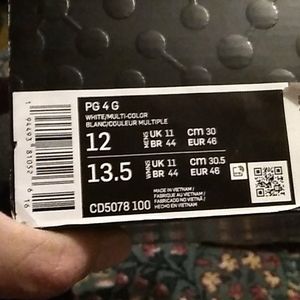 PG 4 G
WHITE/MULTI-COLOR
BLANC/COULEUR MULTIPLE
12 MENS UK 11 CM 30
BR 44 EUR 46
13.5 WMNS UK 11 CM 30.5
BR 44 EUR 46
CD5078 100
MADE IN VIETNAM /
FABRIQUÉ AU VIETNAM /
FABRICADO NO VIETNÃ /
HECHO EN VIETNAM